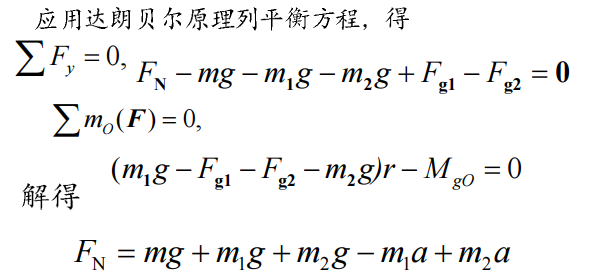 应用达朗贝尔原理列平衡方程，得
∑F_y = 0, F_N − mg − m_1g − m_2g + F_g1 − F_g2 = 0
∑m_O(F) = 0,
(m_1g − F_g1 − F_g2 − m_2g)r − M_gO = 0
解得
F_N = mg + m_1g + m_2g − m_1a + m_2a